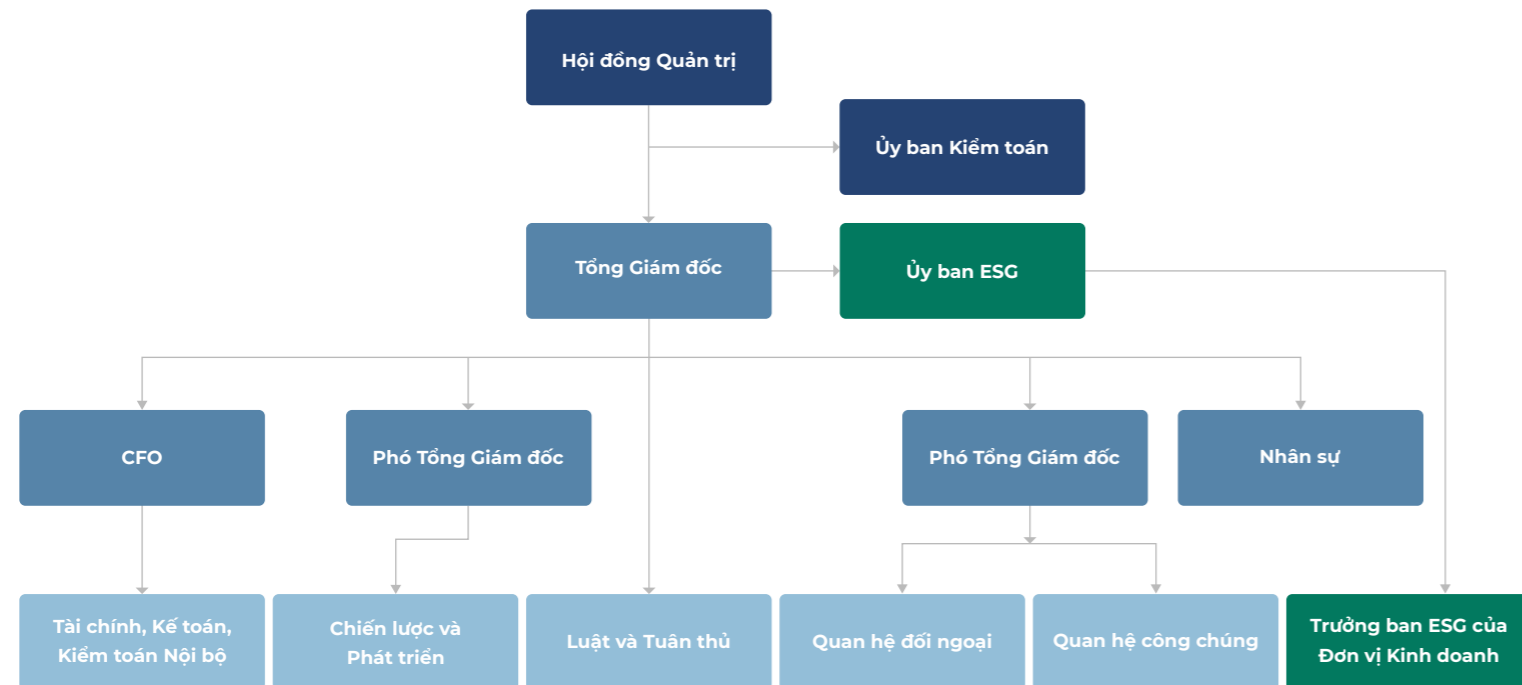 Hội đồng Quản trị
Ủy ban Kiểm toán
Tổng Giám đốc
Ủy ban ESG
CFO
Phó Tổng Giám đốc
Phó Tổng Giám đốc
Nhân sự
Tài chính, Kế toán,
Kiểm toán Nội bộ
Chiến lược và
Phát triển
Luật và Tuân thủ
Quan hệ đối ngoại
Quan hệ công chúng
Trưởng ban ESG của
Đơn vị Kinh doanh